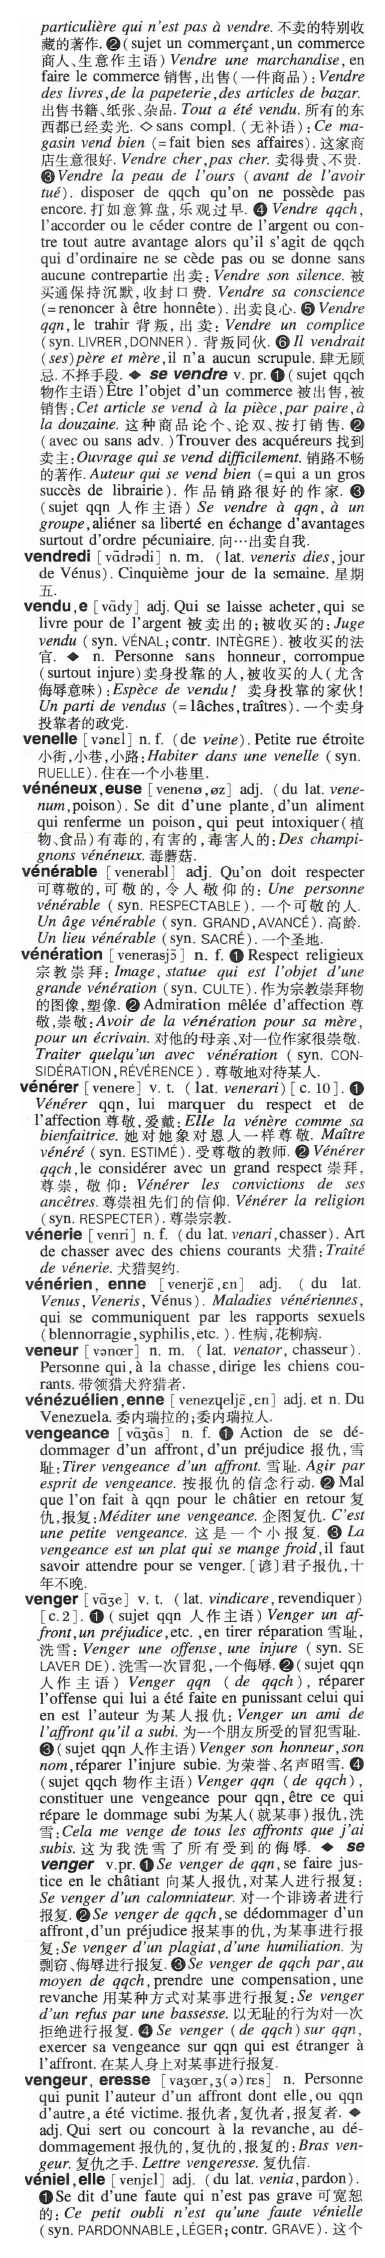 particulière qui n'est pas à vendre. 不卖的特别收
藏的著作. ❷ (sujet un commerçant, un commerce
商人、生意作主语) Vendre une marchandise, en
faire le commerce 销售, 出售 (一件商品): Vendre
des livres, de la papeterie, des articles de bazar.
出售书籍、纸张、杂品. Tout a été vendu. 所有的东
西都已经卖光. ◇ sans compl. (无补语): Ce ma-
gasin vend bien (= fait bien ses affaires). 这家商
店生意很好. Vendre cher, pas cher. 卖得贵、不贵.
❸ Vendre la peau de l'ours (avant de l'avoir
tué). disposer de qqch qu'on ne possède pas
encore. 打如意算盘, 乐观过早. ❹ Vendre qqch,
l'accorder ou le céder contre de l'argent ou con-
tre tout autre avantage alors qu'il s'agit de qqch
qui d'ordinaire ne se cède pas ou se donne sans
aucune contrepartie 出卖: Vendre son silence. 被
买通保持沉默, 收封口费. Vendre sa conscience
(= renoncer à être honnête). 出卖良心. ❺ Vendre
qqn, le trahir 背叛, 出卖: Vendre un complice
(syn. LIVRER, DONNER). 背叛同伙. ❻ Il vendrait
(ses) père et mère, il n'a aucun scrupule. 肆无顾
忌. 不择手段. ◆ se vendre v. pr. ❶ (sujet qqch
物作主语) Être l'objet d'un commerce 被出售, 被
销售: Cet article se vend à la pièce, par paire, à
la douzaine. 这种商品论个、论双、按打销售. ❷
(avec ou sans adv.) Trouver des acquéreurs 找到
卖主: Ouvrage qui se vend difficilement. 销路不畅
的著作. Auteur qui se vend bien (= qui a un gros
succès de librairie). 作品销路很好的作家. ❸
(sujet qqn 人作主语) Se vendre à qqn, à un
groupe, aliéner sa liberté en échange d'avantages
surtout d'ordre pécuniaire. 向…出卖自我.
vendredi [vɑ̃drədi] n. m. (lat. veneris dies, jour
de Vénus). Cinquième jour de la semaine. 星期
五.
vendu, e [vɑ̃dy] adj. Qui se laisse acheter, qui se
livre pour de l'argent 被卖出的; 被收买的: Juge
vendu (syn. VÉNAL; contr. INTÈGRE). 被收买的法
官. ◆ n. Personne sans honneur, corrompue
(surtout injure) 卖身投靠的人, 被收买的人 (尤含
侮辱意味): Espèce de vendu! 卖身投靠的家伙!
Un parti de vendus (= lâches, traîtres). 一个卖身
投靠者的政党.
venelle [vənɛl] n. f. (de veine). Petite rue étroite
小街, 小巷, 小路: Habiter dans une venelle (syn.
RUELLE). 住在一个小巷里.
vénéneux, euse [venenø, øz] adj. (du lat. vene-
num, poison). Se dit d'une plante, d'un aliment
qui renferme un poison, qui peut intoxiquer (植
物、食品) 有毒的, 有害的, 毒害人的: Des champi-
gnons vénéneux. 毒蘑菇.
vénérable [venerabl] adj. Qu'on doit respecter
可尊敬的, 可敬的, 令人敬仰的: Une personne
vénérable (syn. RESPECTABLE). 一个可敬的人.
Un âge vénérable (syn. GRAND, AVANCÉ). 高龄.
Un lieu vénérable (syn. SACRÉ). 一个圣地.
vénération [venerasjɔ̃] n. f. ❶ Respect religieux
宗教崇拜: Image, statue qui est l'objet d'une
grande vénération (syn. CULTE). 作为宗教崇拜物
的图像, 塑像. ❷ Admiration mêlée d'affection 尊
敬, 崇敬: Avoir de la vénération pour sa mère,
pour un écrivain. 对他的母亲、对一位作家很崇敬.
Traiter quelqu'un avec vénération (syn. CON-
SIDÉRATION, RÉVÉRENCE). 尊敬地对待某人.
vénérer [venere] v. t. (lat. venerari) [c. 10]. ❶
Vénérer qqn, lui marquer du respect et de
l'affection 尊敬, 爱戴: Elle la vénère comme sa
bienfaitrice. 她对她象对恩人一样尊敬. Maître
vénéré (syn. ESTIMÉ). 受尊敬的教师. ❷ Vénérer
qqch, le considérer avec un grand respect 崇拜,
尊崇, 敬仰: Vénérer les convictions de ses
ancêtres. 尊崇祖先们的信仰. Vénérer la religion
(syn. RESPECTER). 尊崇宗教.
vénerie [venri] n. f. (du lat. venari, chasser). Art
de chasser avec des chiens courants 犬猎: Traité
de vénerie. 犬猎契约.
vénérien, enne [venerjɛ̃, ɛn] adj. (du lat.
Venus, Veneris, Vénus). Maladies vénériennes,
qui se communiquent par les rapports sexuels
(blennorragie, syphilis, etc.). 性病, 花柳病.
veneur [vənœr] n. m. (lat. venator, chasseur).
Personne qui, à la chasse, dirige les chiens cou-
rants. 带领猎犬狩猎者.
vénézuélien, enne [venezɥeljɛ̃, ɛn] adj. et n. Du
Venezuela. 委内瑞拉的; 委内瑞拉人.
vengeance [vɑ̃ʒɑ̃s] n. f. ❶ Action de se dé-
dommager d'un affront, d'un préjudice 报仇, 雪
耻: Tirer vengeance d'un affront. 雪耻. Agir par
esprit de vengeance. 按报仇的信念行动. ❷ Mal
que l'on fait à qqn pour le châtier en retour 复
仇, 报复: Méditer une vengeance. 企图复仇. C'est
une petite vengeance. 这是一个小报复. ❸ La
vengeance est un plat qui se mange froid, il faut
savoir attendre pour se venger. [谚] 君子报仇, 十
年不晚.
venger [vɑ̃ʒe] v. t. (lat. vindicare, revendiquer)
[c. 2]. ❶ (sujet qqn 人作主语) Venger un af-
front, un préjudice, etc., en tirer réparation 雪耻,
洗雪: Venger une offense, une injure (syn. SE
LAVER DE). 洗雪一次冒犯, 一个侮辱. ❷ (sujet qqn
人作主语) Venger qqn (de qqch), réparer
l'offense qui lui a été faite en punissant celui qui
en est l'auteur 为某人报仇: Venger un ami de
l'affront qu'il a subi. 为一个朋友所受的冒犯雪耻.
❸ (sujet qqn 人作主语) Venger son honneur, son
nom, réparer l'injure subie. 为荣誉、名声昭雪. ❹
(sujet qqch 物作主语) Venger qqn (de qqch),
constituer une vengeance pour qqn, être ce qui
répare le dommage subi 为某人(就某事)报仇, 洗
雪: Cela me venge de tous les affronts que j'ai
subis. 这为我洗雪了所有受到的侮辱. ◆ se
venger v. pr. ❶ Se venger de qqn, se faire jus-
tice en le châtiant 向某人报仇, 对某人进行报复:
Se venger d'un calomniateur. 对一个诽谤者进行
报复. ❷ Se venger de qqch, se dédommager d'un
affront, d'un préjudice 报某事的仇, 为某事进行报
复: Se venger d'un plagiat, d'une humiliation. 为
剽窃、侮辱进行报复. ❸ Se venger de qqch par, au
moyen de qqch, prendre une compensation, une
revanche 用某种方式对某事进行报复: Se venger
d'un refus par une bassesse. 以无耻的行为对一次
拒绝进行报复. ❹ Se venger (de qqch) sur qqn,
exercer sa vengeance sur qqn qui est étranger à
l'affront. 在某人身上对某事进行报复.
vengeur, eresse [vɑ̃ʒœr, ʒ(ə)rɛs] n. Personne
qui punit l'auteur d'un affront dont elle, ou qqn
d'autre, a été victime. 报仇者, 复仇者, 报复者. ◆
adj. Qui sert ou concourt à la revanche, au dé-
dommagement 报仇的, 复仇的, 报复的: Bras ven-
geur. 复仇之手. Lettre vengeresse. 复仇信.
véniel, elle [venjɛl] adj. (du lat. venia, pardon).
❶ Se dit d'une faute qui n'est pas grave 可宽恕
的: Ce petit oubli n'est qu'une faute vénielle
(syn. PARDONNABLE, LÉGER; contr. GRAVE). 这个